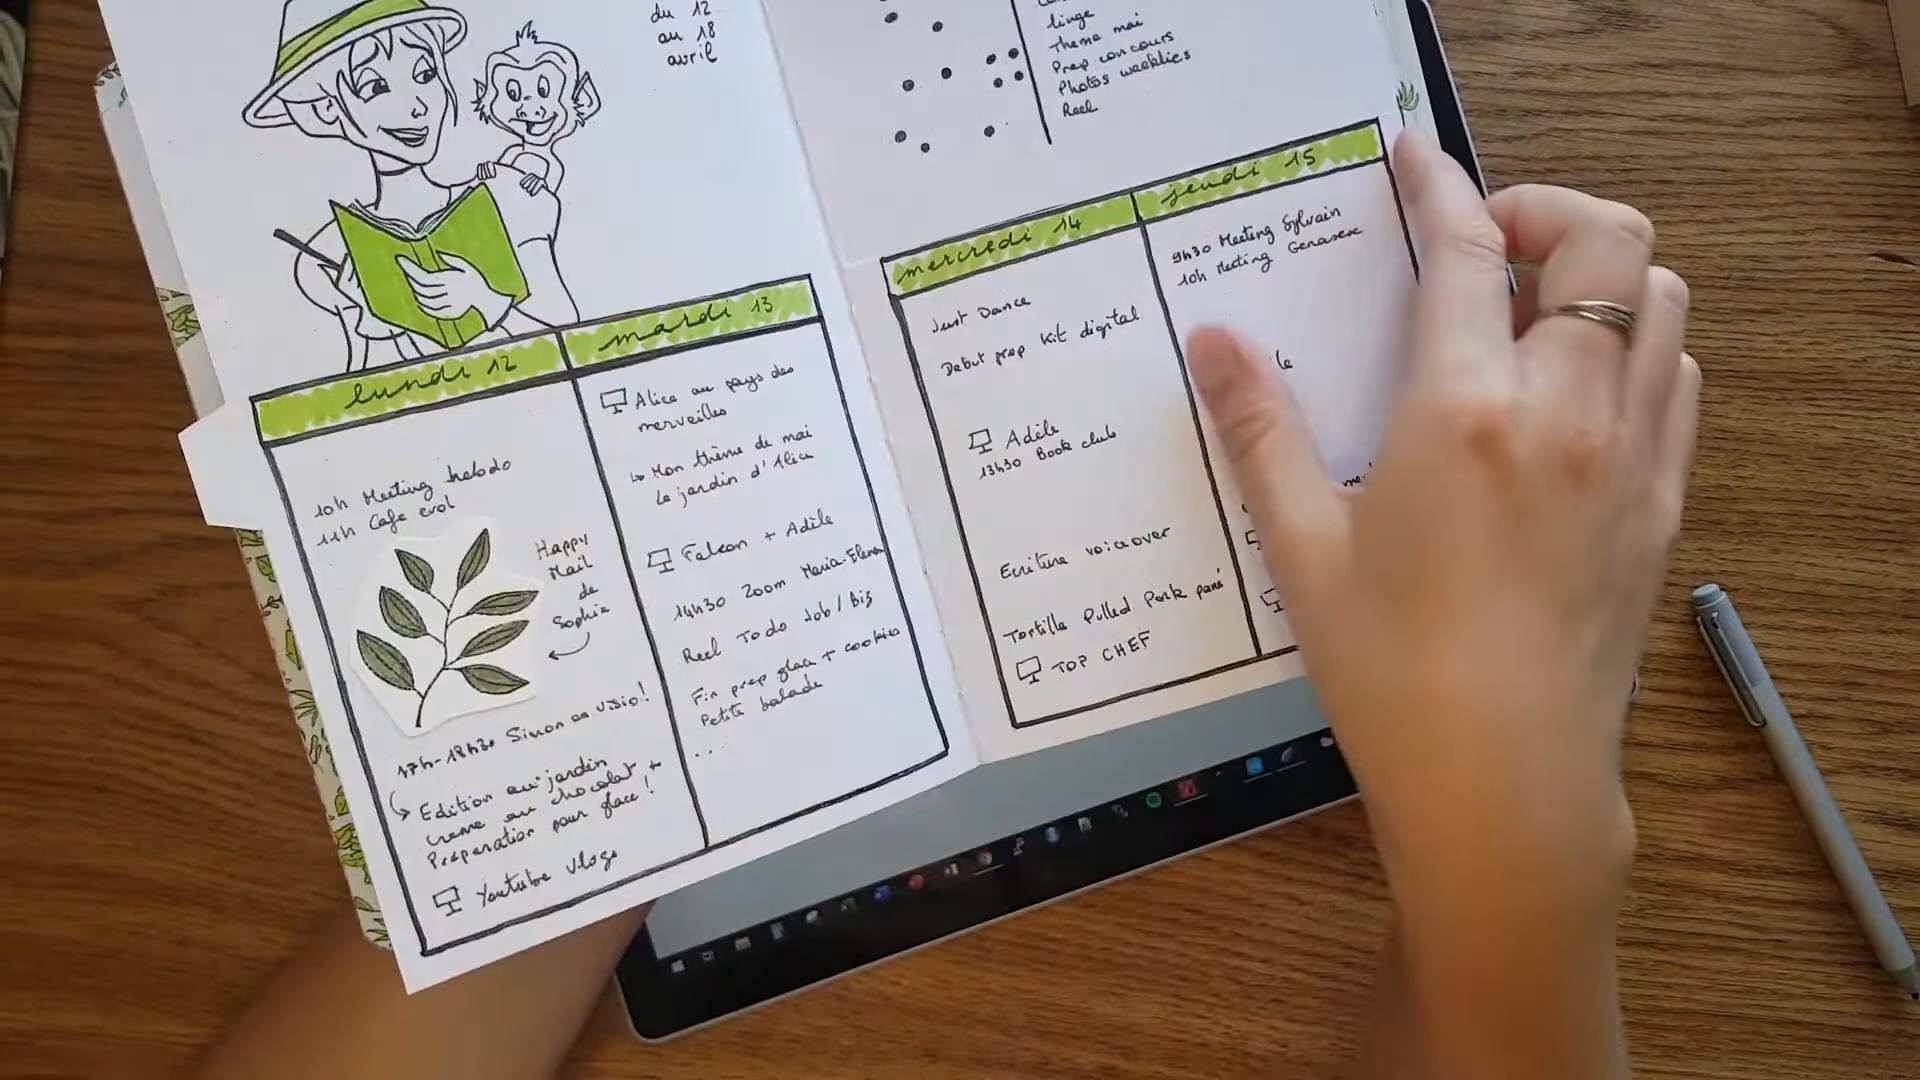 du 12
au 18
avril
linge
Thema mai
Prep concours
Photos weeklies
Reel
lundi 12
10h Meeting hebdo
11h Cafe evol
Happy
Mail
de
Sophie
17h-18h30 Simon en visio!
Edition au jardin
creme au chocolat +
Préparation pour glace!
Youtube vlogs
mardi 13
Alice au pays des
merveilles
Mon thème de mai
Le jardin d'Alice
Falcon + Adèle
14h30 Zoom Maria-Elena
Reel To do Job / Biz
Fin prep glace + cookies
Petite balade
...
mercredi 14
Just Dance
Debut prep Kit digital
Adèle
13h30 Book club
Ecriture voiceover
Tortilla Pulled Pork pané
TOP CHEF
jeudi 15
9h30 Meeting Sylvain
10h Meeting